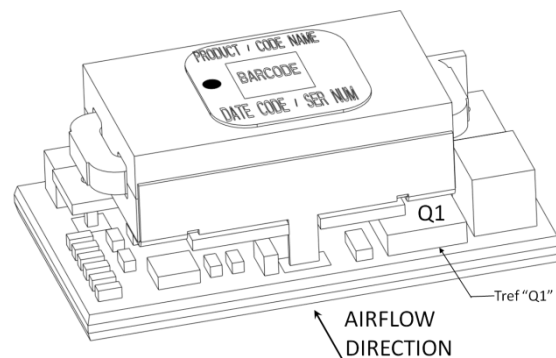 PRODUCT / CODE NAME
BARCODE
DATE CODE / SER NUM
Q1
Tref "Q1"
AIRFLOW
DIRECTION